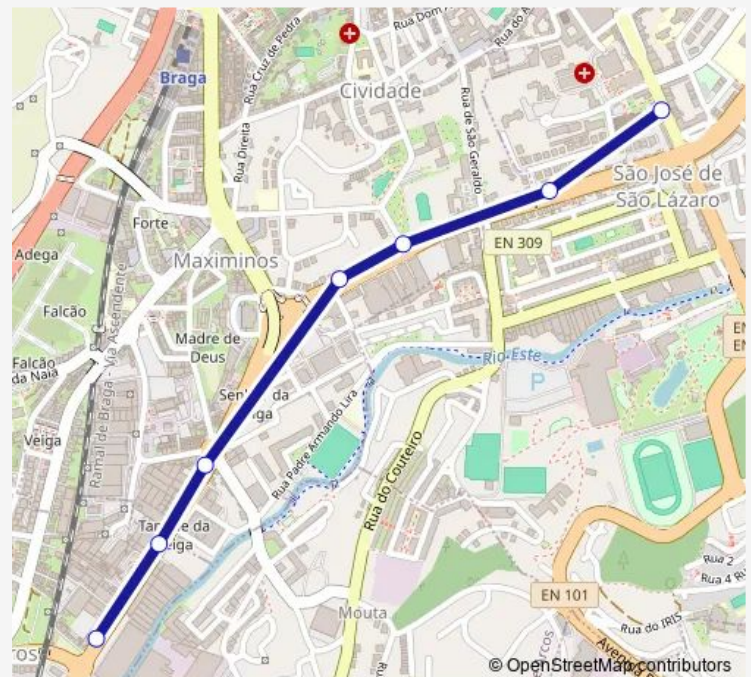 Braga
Rua Cruz de Pedra
Rua Dom
Rua do A
Cividade
Rua Direita
Rua de São Geraldo
São José de
São Lázaro
EN 309
Forte
Maximinos
Adega
Falcão
Falcão
da Naia
Veiga
Ramal de Braga - Via Ascendente
Madre de
Deus
Rio Este
P
Rua Padre Armando Lira
Rua do Couteiro
EN 101
Mouta
Rua 2
Rua 4
Rua do IRIS
© OpenStreetMap contributors